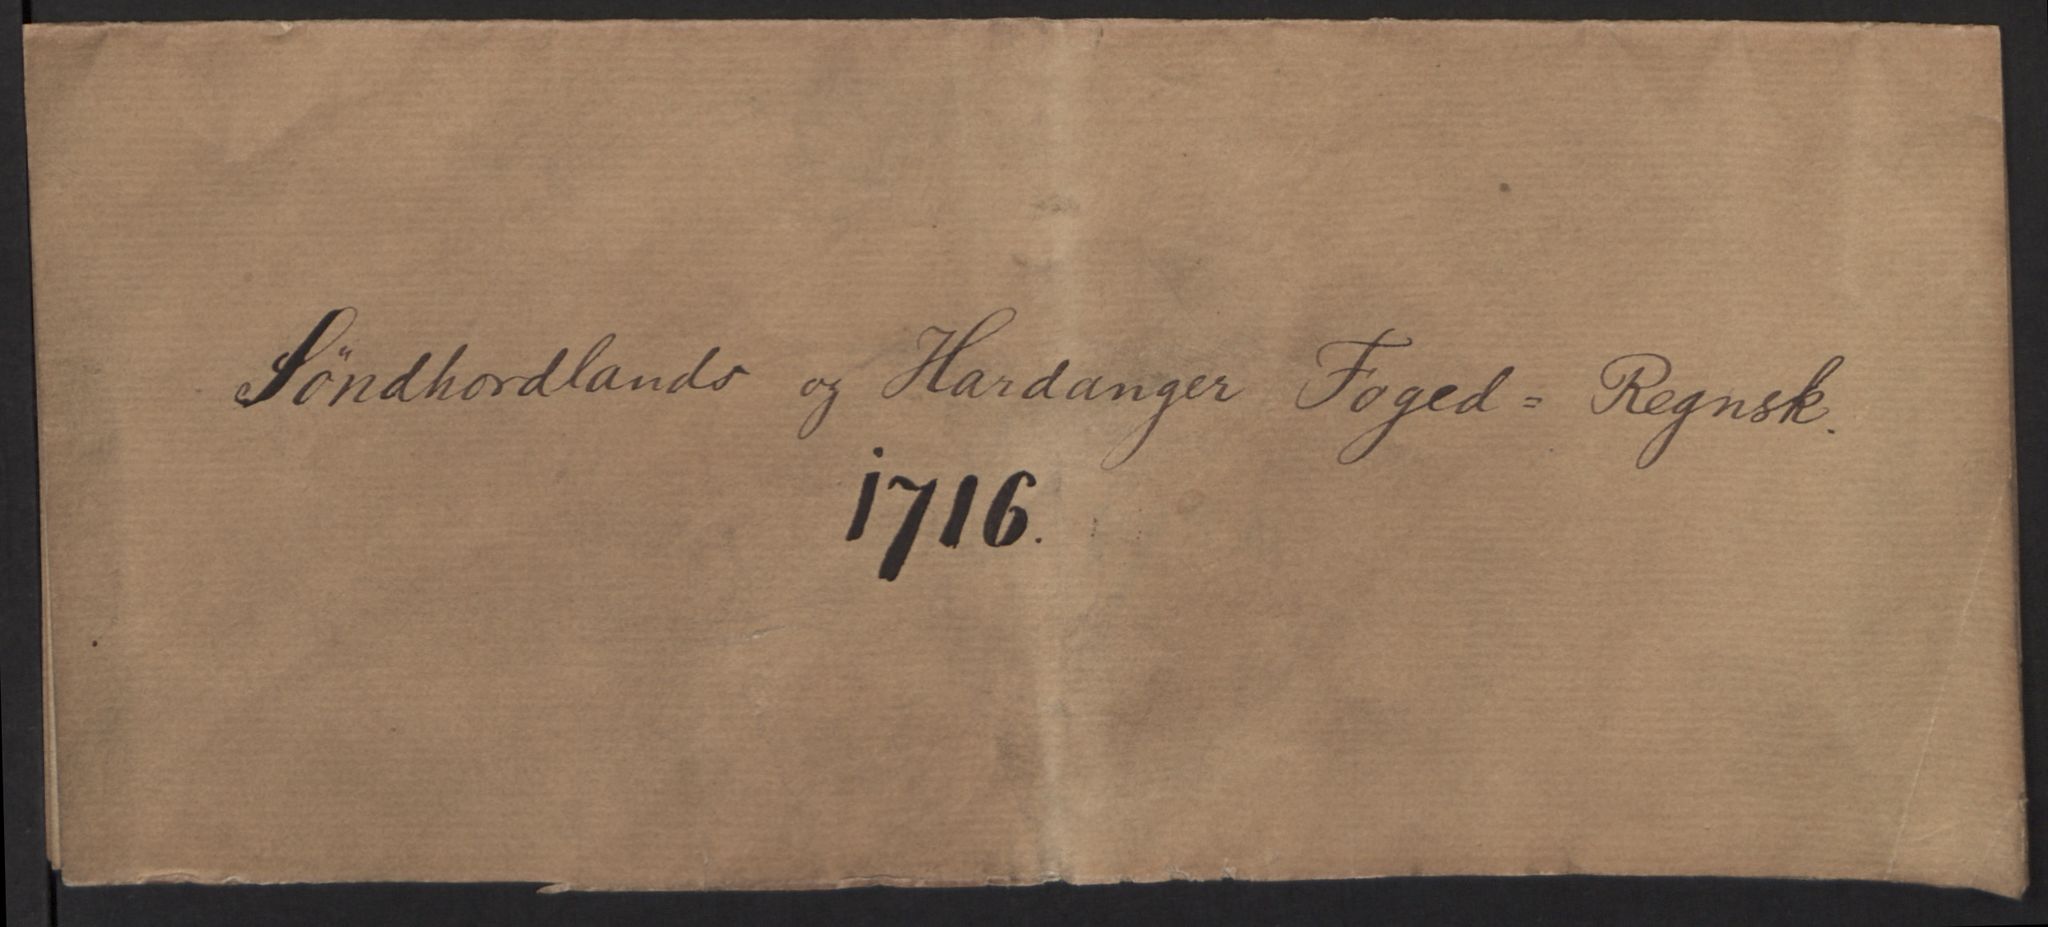 Söndhordlands og Hardanger Foged= Regnsk.
1716.